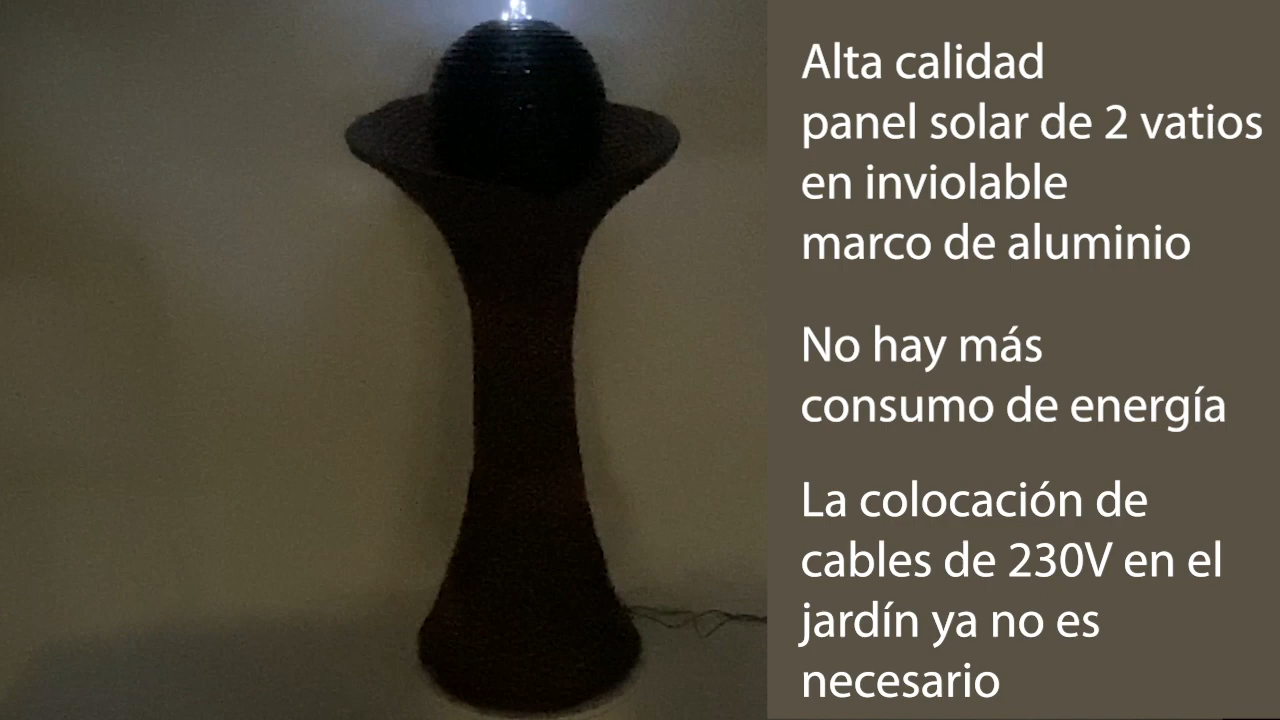 Alta calidad
panel solar de 2 vatios
en inviolable
marco de aluminio
No hay más
consumo de energía
La colocación de
cables de 230V en el
jardín ya no es
necesario